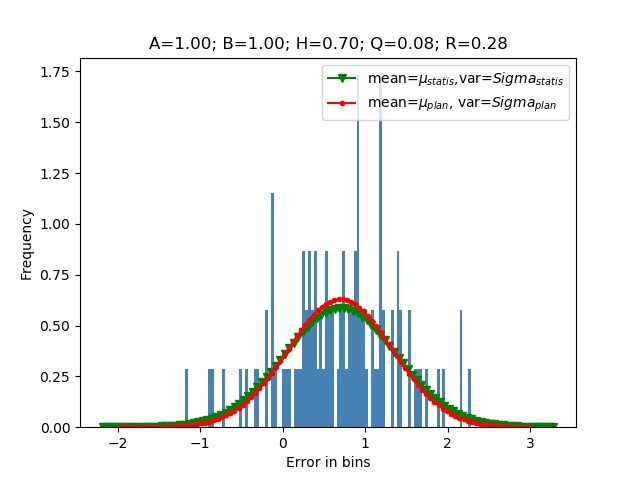 A=1.00; B=1.00; H=0.70; Q=0.08; R=0.28
mean=μstatis,var=Sigmastatis
mean=μplan, var=Sigmaplan
1.75
1.50
1.25
1.00
0.75
0.50
0.25
0.00
Frequency
−2 −1 0 1 2 3
Error in bins